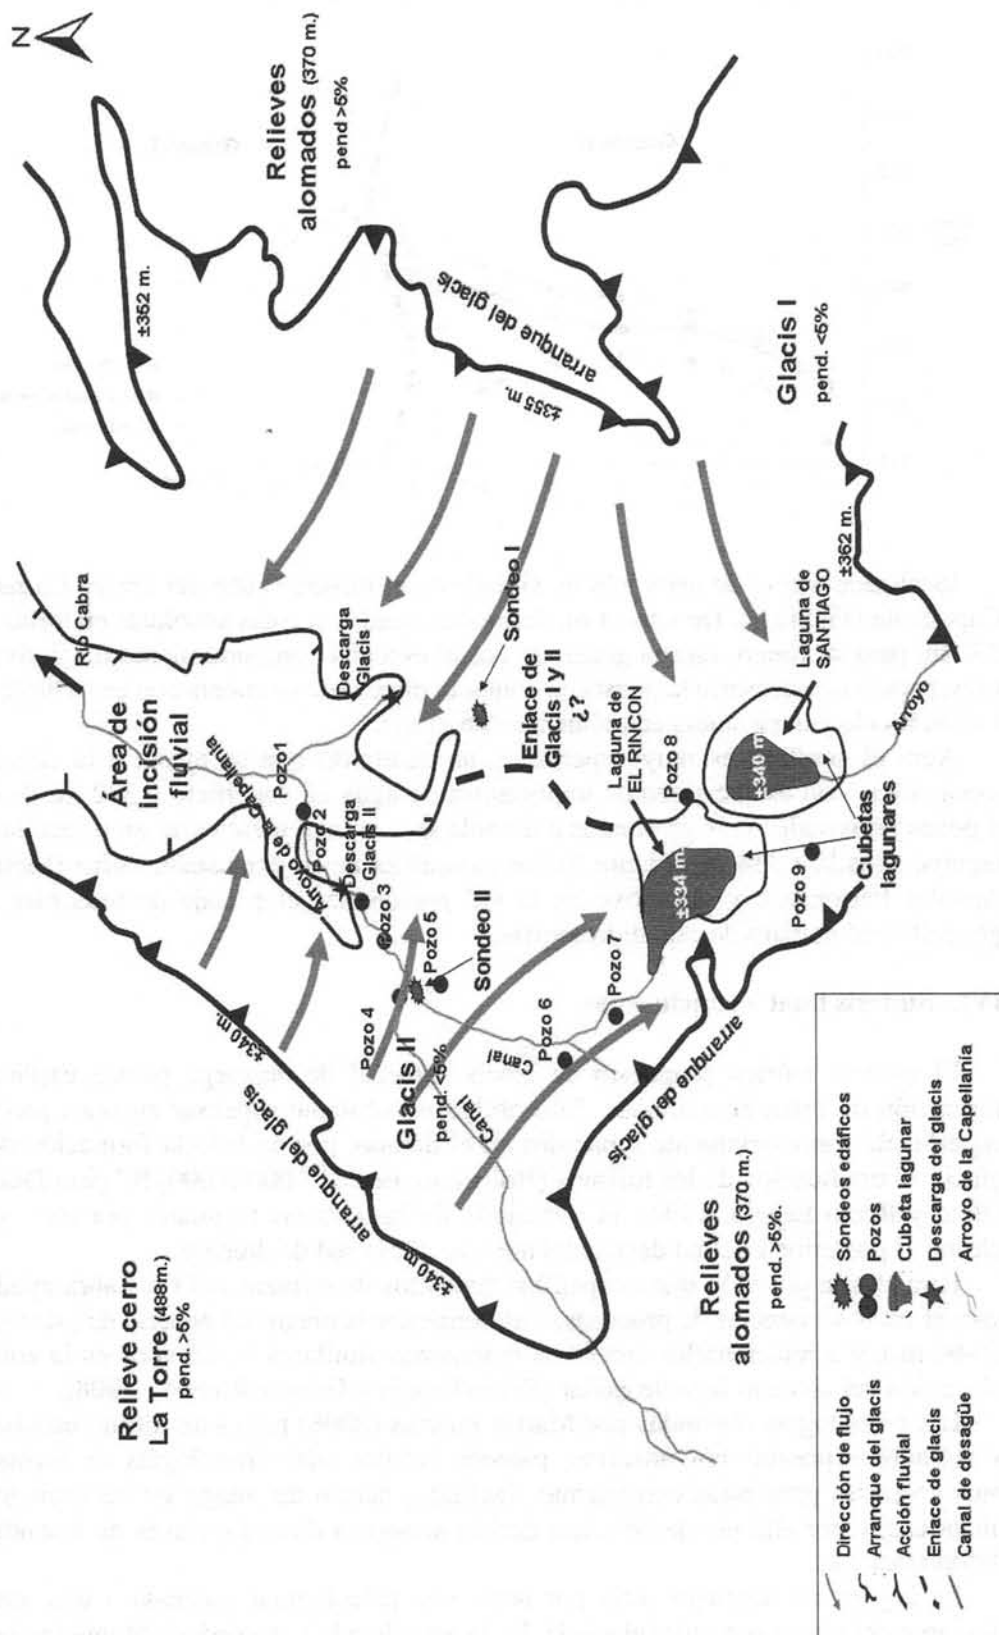 N
Relieves
alomados (370 m.)
pend >5%
±352 m.
arranque del glacis
±355 m.
Glacis I
pend. <5%
±362 m.
Río Cabra
Área de
incisión
fluvial
Arroyo de la Capellanía
Descarga
Glacis I
Sondeo I
Enlace de
Glacis y II
¿?
Pozo1
Pozo 2
Descarga
Glacis II
Pozo 3
Pozo 4
Pozo 5
Sondeo II
Laguna de
EL RINCON
±334 m.
Pozo 8
Laguna de
SANTIAGO
±340 m.
Arroyo
Cubetas
lagunares
Pozo 9
Pozo 7
Pozo 6
Canal
Canal
Glacis II
pend. <5%
±340 m.
arranque del glacis
±340 m.
arranque del glacis
Relieve cerro
La Torre (488m.)
pend. >5%
Relieves
alomados (370m.)
pend. >5%
Dirección de flujo
Arranque del glacis
Acción fluvial
Enlace de glacis
Canal de desagüe
Sondeos edáficos
Pozos
Cubeta lagunar
Descarga del glacis
Arroyo de la Capellanía